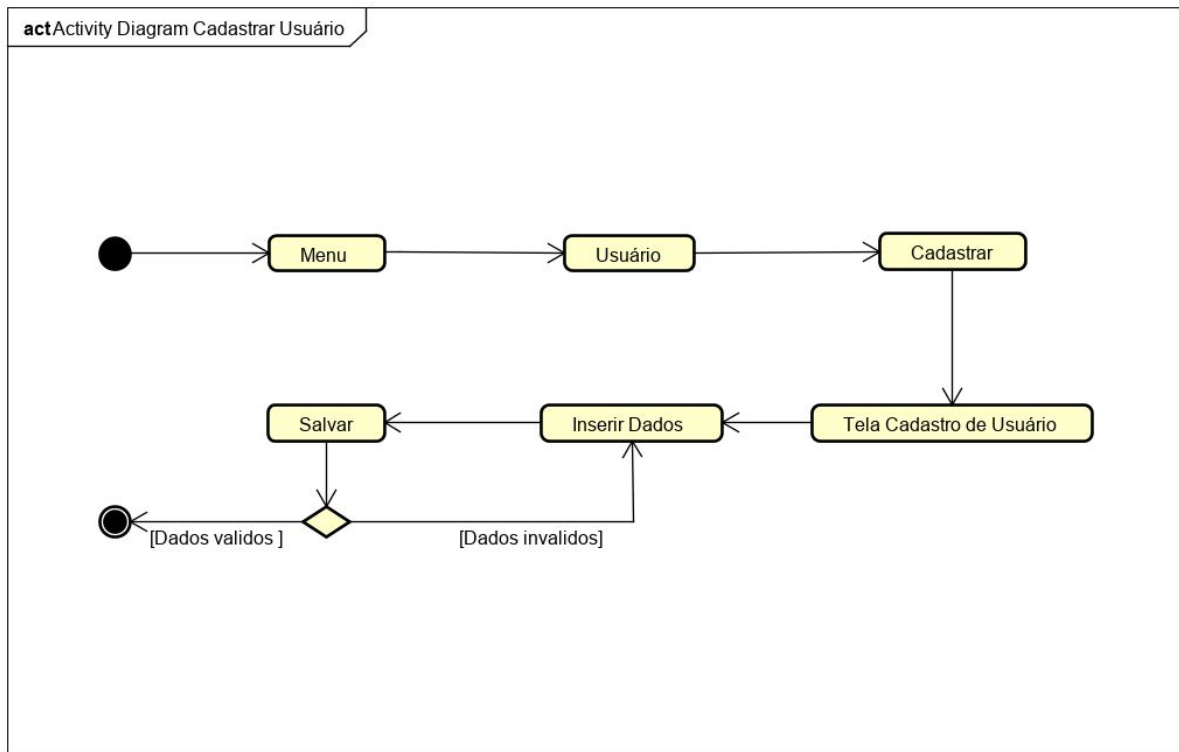 act Activity Diagram Cadastrar Usuário
Menu
Usuário
Cadastrar
Salvar
Inserir Dados
Tela Cadastro de Usuário
[Dados validos ]
[Dados invalidos]